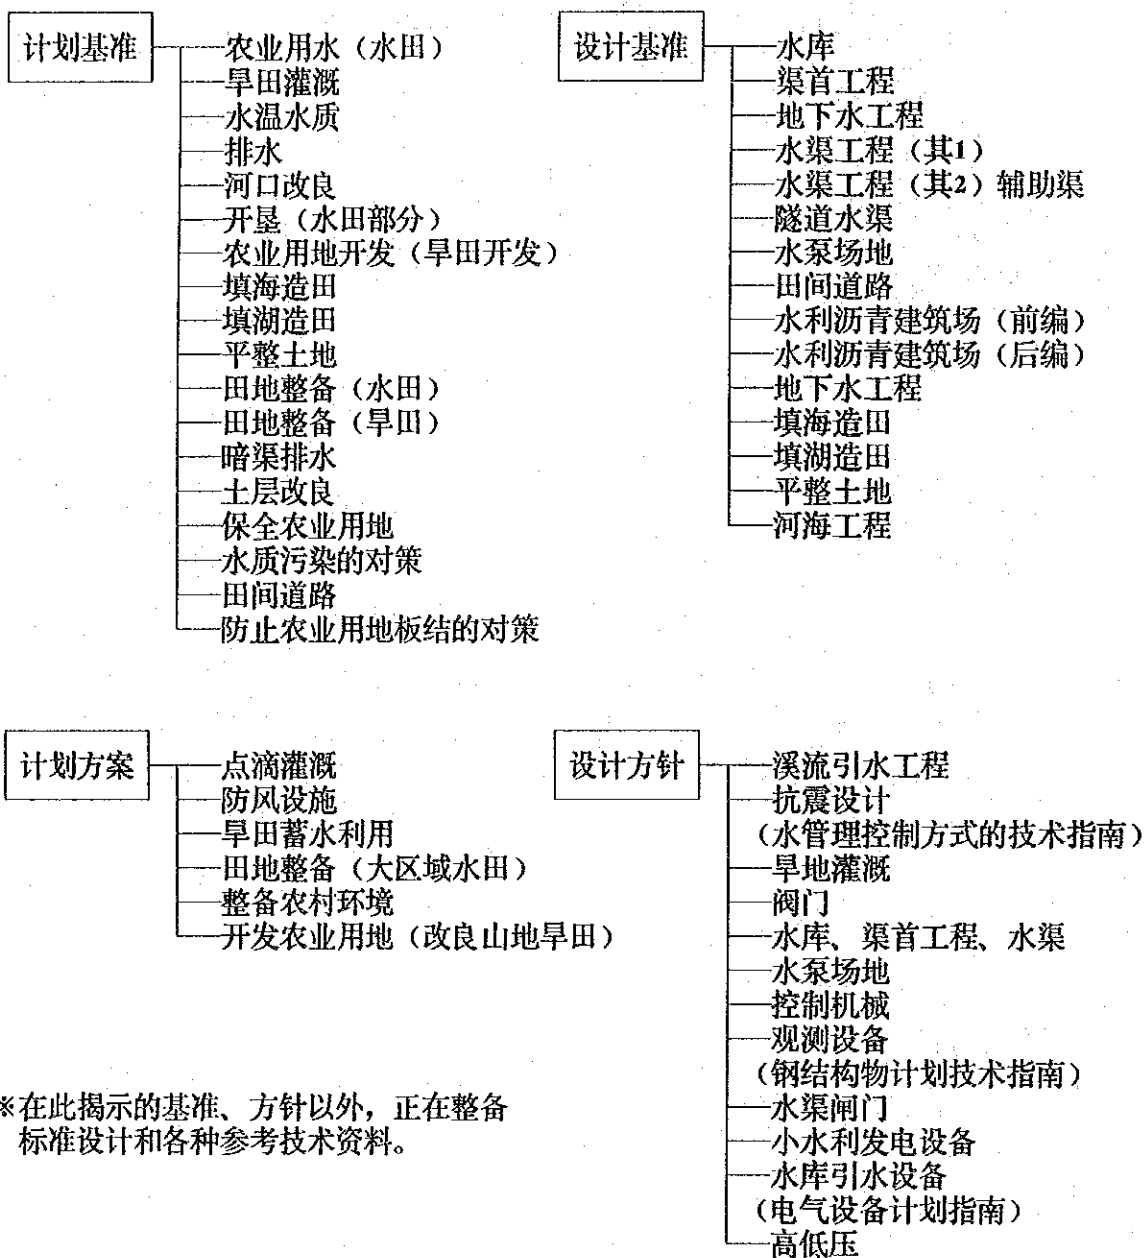 计划基准
农业用水（水田）
旱田灌溉
水温水质
排水
河口改良
开垦（水田部分）
农业用地开发（旱田开发）
填海造田
填湖造田
平整土地
田地整备（水田）
田地整备（旱田）
暗渠排水
土层改良
保全农业用地
水质污染的对策
田间道路
防止农业用地板结的对策
设计基准
水库
渠首工程
地下水工程
水渠工程（其1）
水渠工程（其2）辅助渠
隧道水渠
水泵场地
田间道路
水利沥青建筑场（前编）
水利沥青建筑场（后编）
地下水工程
填海造田
填湖造田
平整土地
河海工程
计划方案
点滴灌溉
防风设施
旱田蓄水利用
田地整备（大区域水田）
整备农村环境
开发农业用地（改良山地旱田）
设计方针
溪流引水工程
抗震设计
（水管理控制方式的技术指南）
旱地灌溉
阀门
水库、渠首工程、水渠
水泵场地
控制机械
观测设备
（钢结构物计划技术指南）
水渠闸门
小水利发电设备
水库引水设备
（电气设备计划指南）
高低压
※在此揭示的基准、方针以外，正在整备
标准设计和各种参考技术资料。